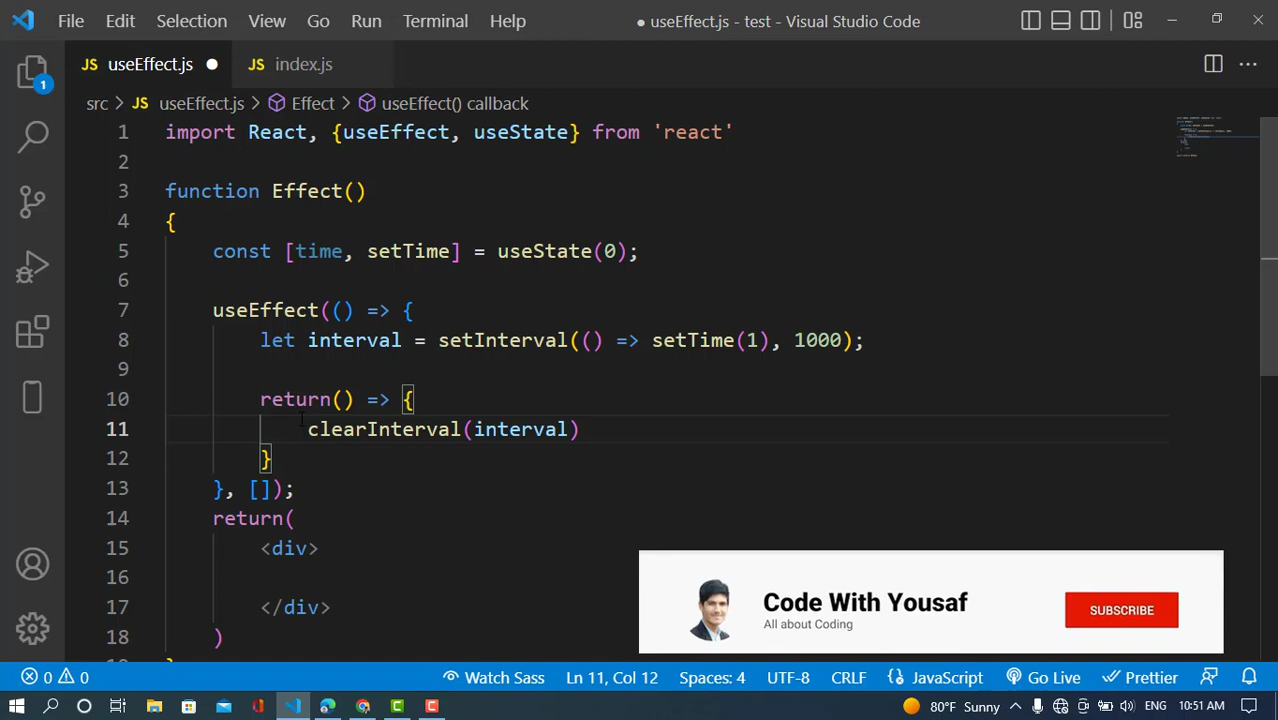 File Edit Selection View Go Run Terminal Help ● useEffect.js - test - Visual Studio Code
JS useEffect.js ● JS index.js
src > JS useEffect.js > Effect > useEffect() callback
1 import React, {useEffect, useState} from 'react'
2
3 function Effect()
4 {
5 const [time, setTime] = useState(0);
6
7 useEffect(() => {
8 let interval = setInterval(() => setTime(1), 1000);
9
10 return() => {
11 clearInterval(interval)
12 }
13 }, []);
14 return(
15 <div>
16
17 </div>
18 )
1
Code With Yousaf
All about Coding
SUBSCRIBE
0 0 Watch Sass Ln 11, Col 12 Spaces: 4 UTF-8 CRLF JavaScript Go Live Prettier
80°F Sunny ENG 10:51 AM